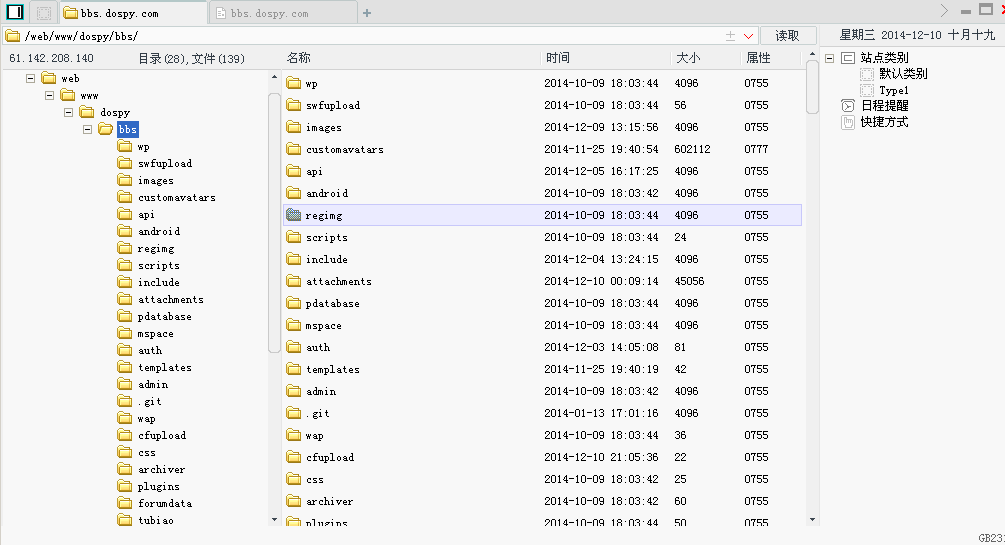 bbs.dospy.com
bbs.dospy.com
/web/www/dospy/bbs/
读取
星期三 2014-12-10 十月十九
61.142.208.140
目录(28),文件(139)
web
www
dospy
bbs
wp
swfupload
images
customavatars
api
android
regimg
scripts
include
attachments
pdatabase
mspace
auth
templates
admin
.git
wap
cfupload
css
archiver
plugins
forumdata
tubiao
名称 时间 大小 属性
wp 2014-10-09 18:03:44 4096 0755
swfupload 2014-10-09 18:03:44 56 0755
images 2014-12-09 13:15:56 4096 0755
customavatars 2014-11-25 19:40:54 602112 0777
api 2014-12-05 16:17:25 4096 0755
android 2014-10-09 18:03:42 4096 0755
regimg 2014-10-09 18:03:44 4096 0755
scripts 2014-10-09 18:03:44 24 0755
include 2014-12-04 13:24:15 4096 0755
attachments 2014-12-10 00:09:14 45056 0755
pdatabase 2014-10-09 18:03:44 4096 0755
mspace 2014-10-09 18:03:44 4096 0755
auth 2014-12-03 14:05:08 81 0755
templates 2014-11-25 19:40:19 42 0755
admin 2014-10-09 18:03:42 4096 0755
.git 2014-01-13 17:01:16 4096 0755
wap 2014-10-09 18:03:44 36 0755
cfupload 2014-12-10 21:05:36 22 0755
css 2014-10-09 18:03:42 25 0755
archiver 2014-10-09 18:03:42 60 0755
plugins 2014-10-09 18:03:44 50 0755
站点类别
默认类别
Type1
日程提醒
快捷方式
GB23